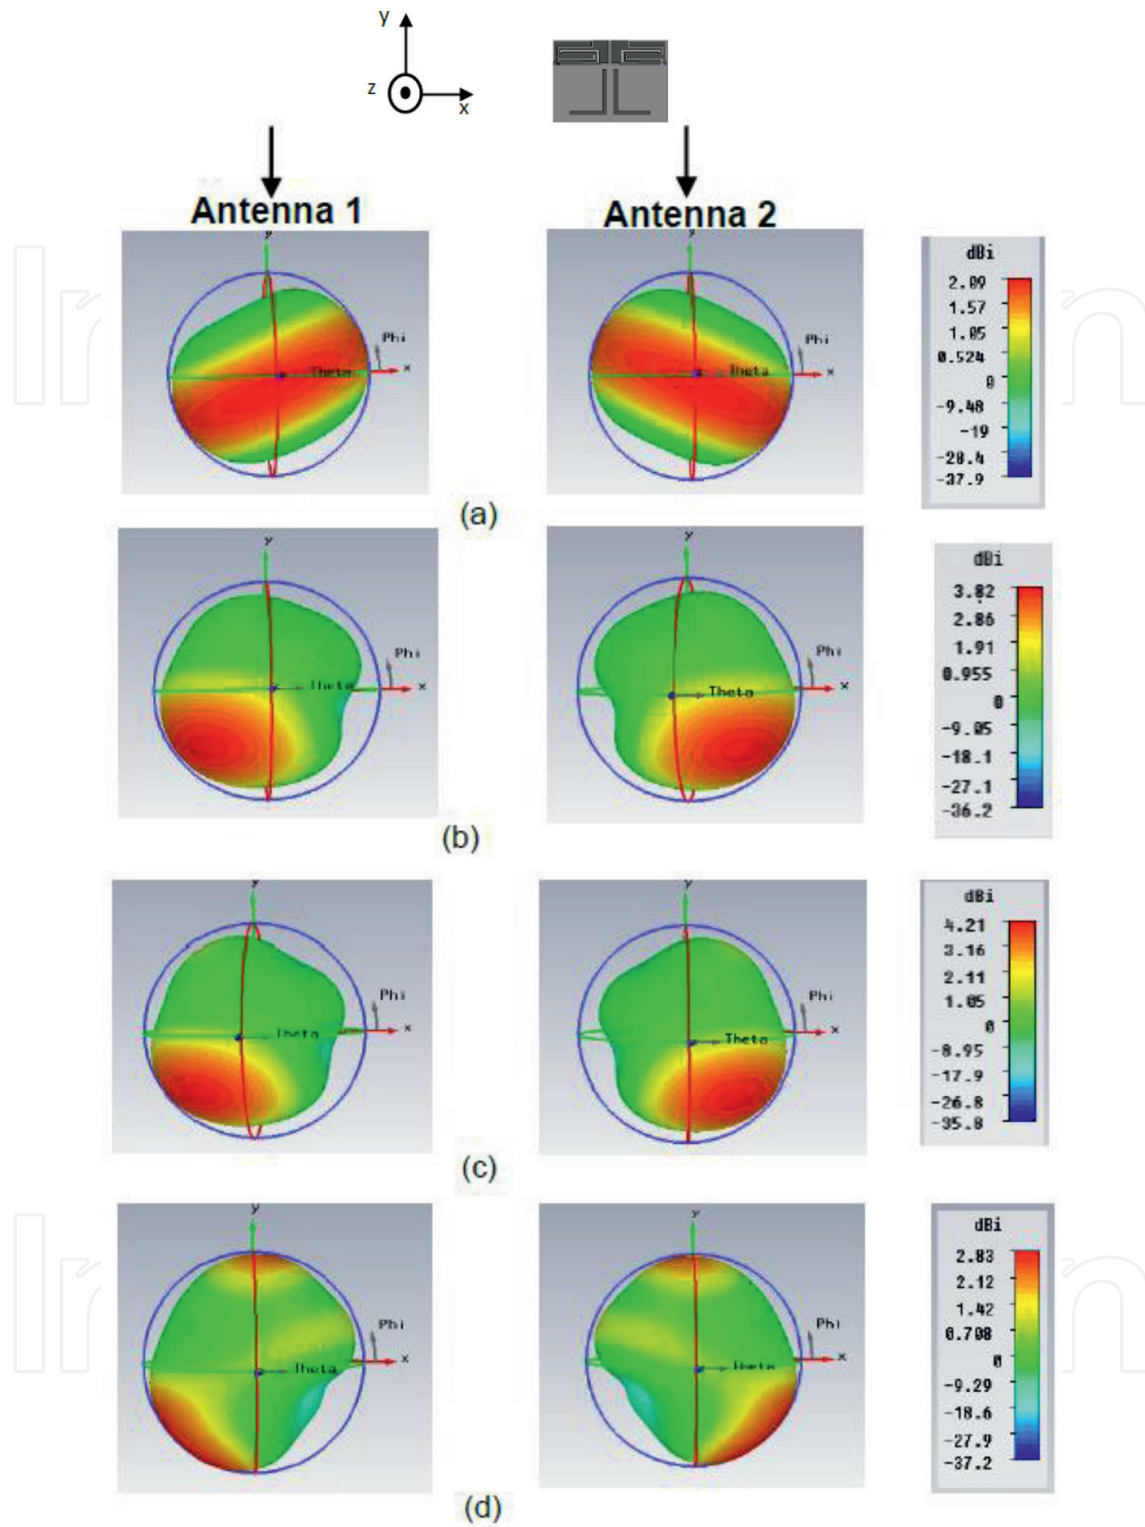 y
z
x
Antenna 1
Antenna 2
y
Phi
Theta
x
y
Phi
Theta
x
dBi
2.09
1.57
1.05
0.524
0
-9.48
-19
-28.4
-37.9
(a)
y
Phi
Theta
x
y
Phi
Theta
x
dBi
3.82
2.86
1.91
0.955
0
-9.05
-18.1
-27.1
-36.2
(b)
y
Phi
Theta
x
y
Phi
Theta
x
dBi
4.21
3.16
2.11
1.05
0
-8.95
-17.9
-26.8
-35.8
(c)
y
Phi
Theta
x
y
Phi
Theta
x
dBi
2.83
2.12
1.42
0.708
0
-9.29
-18.6
-27.9
-37.2
(d)